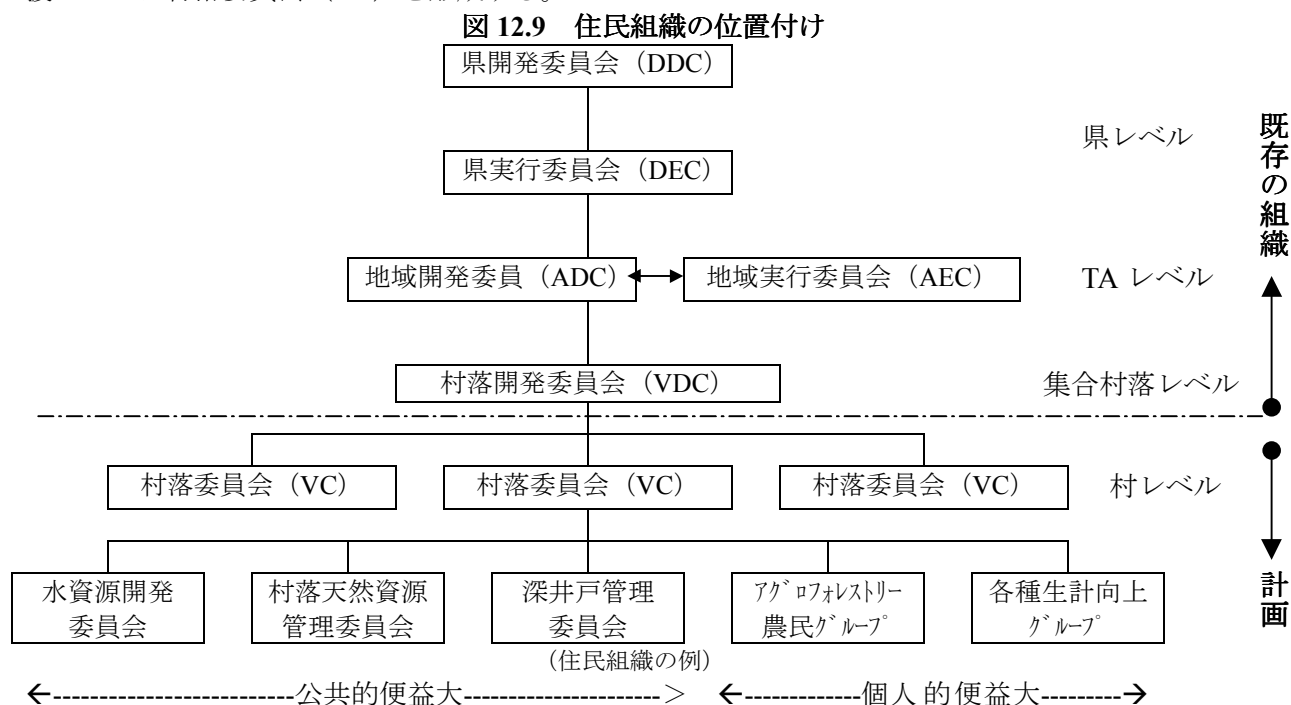 図 12.9 住民組織の位置付け
県開発委員会（DDC）
県レベル
県実行委員会（DEC）
地域開発委員（ADC）
地域実行委員会（AEC）
TA レベル
村落開発委員会（VDC）
集合村落レベル
既存の組織
村落委員会（VC）
村落委員会（VC）
村落委員会（VC）
村レベル
計画
水資源開発
委員会
村落天然資源
管理委員会
深井戸管理
委員会
ｱｸﾞﾛﾌｫﾚｽﾄﾘｰ
農民ｸﾞﾙｰﾌﾟ
各種生計向上
ｸﾞﾙｰﾌﾟ
（住民組織の例）
←---------------------------公共的便益大---------------------＞ ←-------------個人的便益大---------→